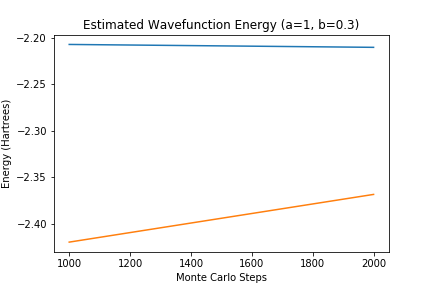 Estimated Wavefunction Energy (a=1, b=0.3)
Energy (Hartrees)
−2.20
−2.25
−2.30
−2.35
−2.40
1000 1200 1400 1600 1800 2000
Monte Carlo Steps